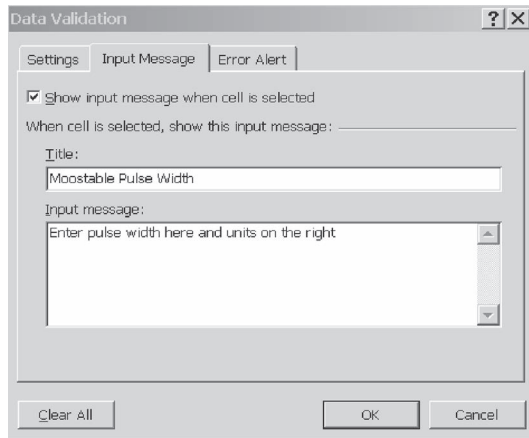 Data Validation
Settings Input Message Error Alert
Show input message when cell is selected
When cell is selected, show this input message:
Title:
Moostable Pulse Width
Input message:
Enter pulse width here and units on the right
Clear All OK Cancel